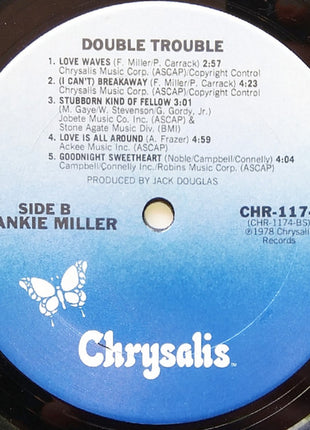 DOUBLE TROUBLE
1. LOVE WAVES (F. Miller/P. Carrack) 2:57
Chrysalis Music Corp. (ASCAP)/Copyright Control
2. (I CAN'T) BREAKAWAY (F. Miller/P. Carrack) 4:23
Chrysalis Music Corp. (ASCAP)/Copyright Control
3. STUBBORN KIND OF FELLOW 3:01
(M. Gaye/W. Stevenson/G. Gordy, Jr.)
Jobete Music Co. Inc. (ASCAP) &
Stone Agate Music Div. (BMI)
4. LOVE IS ALL AROUND (A. Frazer) 4:59
Ackee Music Inc. (ASCAP)
5. GOODNIGHT SWEETHEART (Noble/Campbell/Connelly) 4:04
Campbell/Connelly Inc./Robins Music Corp. (ASCAP)
PRODUCED BY JACK DOUGLAS
SIDE B
ANKIE MILLER
CHR-1174
(CHR-1174-BS)
℗1978 Chrysalis
Records
Chrysalis™